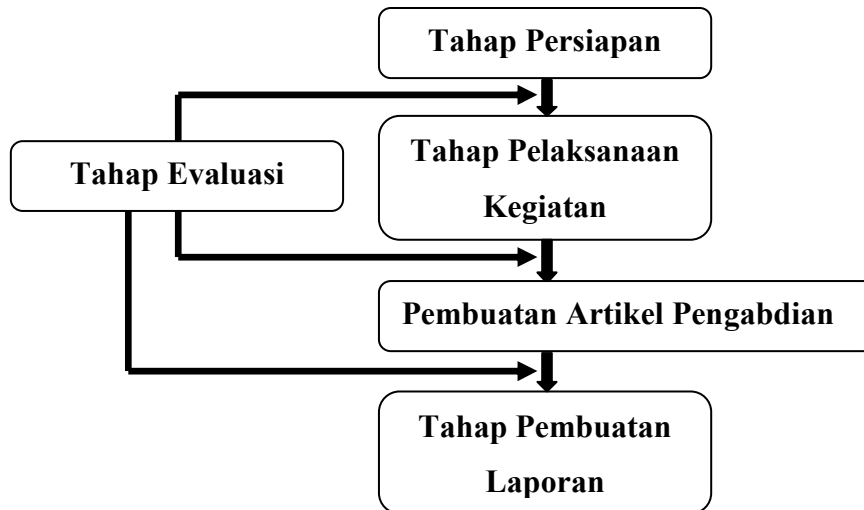 Tahap Persiapan
Tahap Evaluasi
Tahap Pelaksanaan
Kegiatan
Pembuatan Artikel Pengabdian
Tahap Pembuatan
Laporan